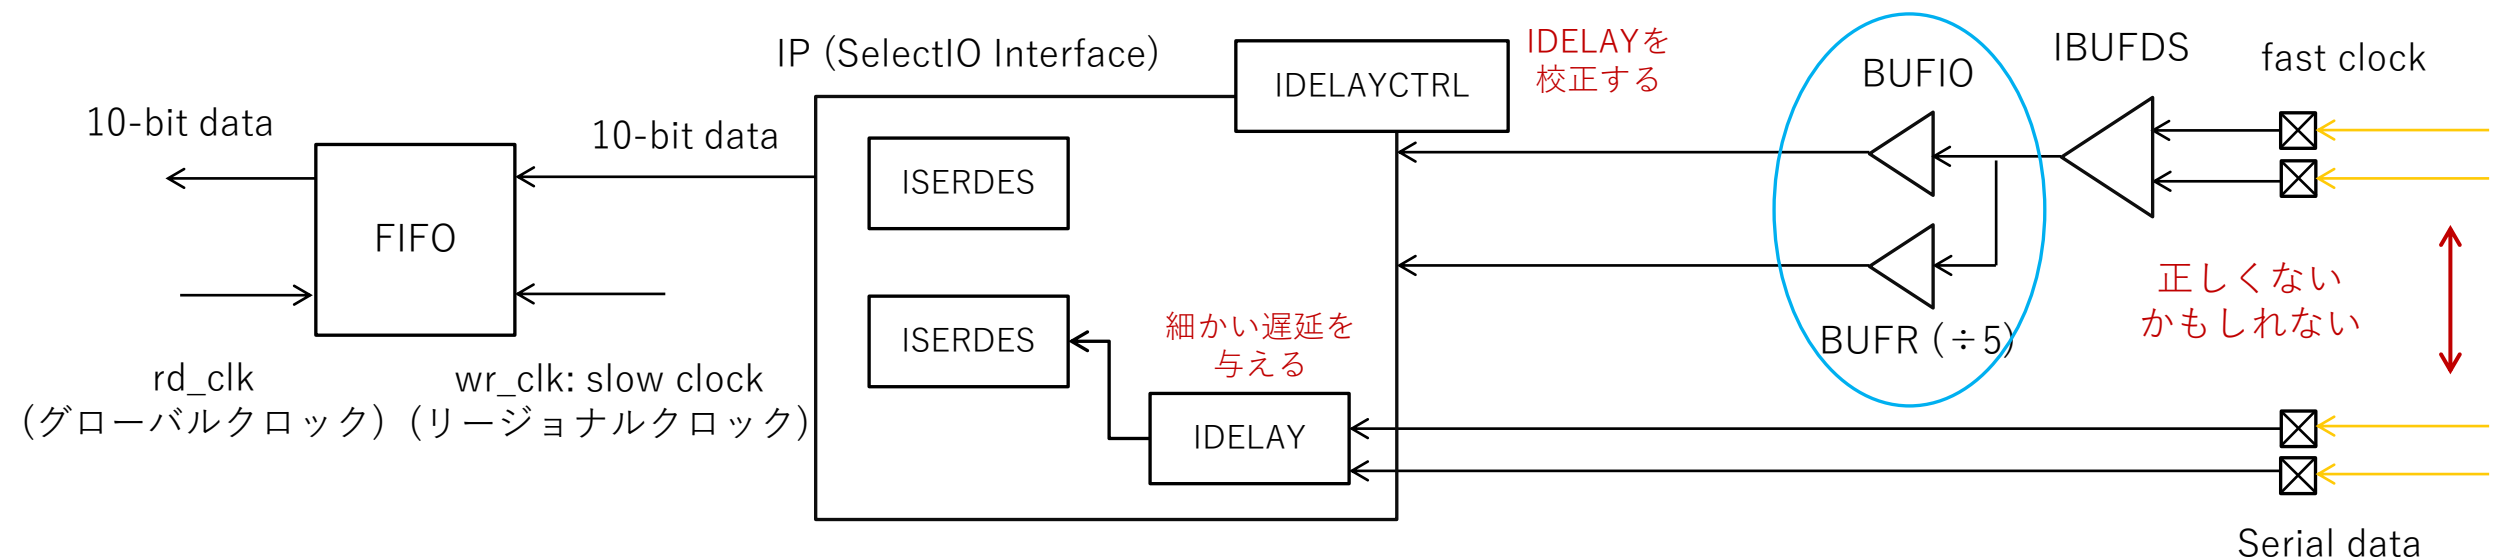 IP (SelectIO Interface)
IDELAYCTRL
IDELAYを
校正する
BUFIO
IBUFDS
fast clock
10-bit data
10-bit data
ISERDES
FIFO
ISERDES
細かい遅延を
与える
BUFR (÷5)
正しくない
かもしれない
rd_clk
(グローバルクロック)
wr_clk: slow clock
(リージョナルクロック)
IDELAY
Serial data